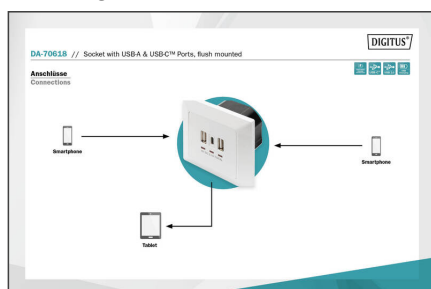 DIGITUS®
DA-70618 // Socket with USB-A & USB-C™ Ports, flush mounted
Anschlüsse
Connections
Smartphone
Smartphone
Tablet